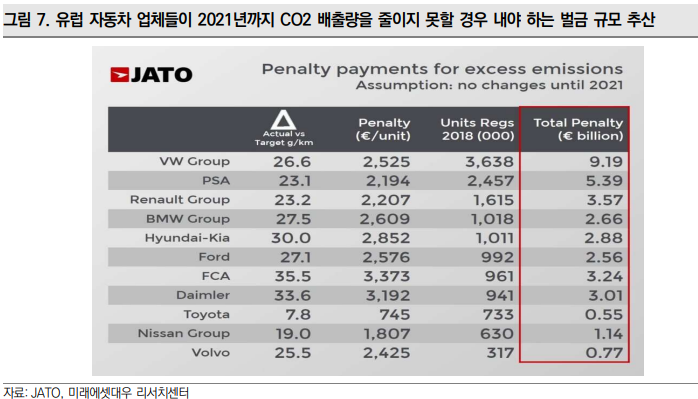 그림 7. 유럽 자동차 업체들이 2021년까지 CO2 배출량을 줄이지 못할 경우 내야 하는 벌금 규모 추산
JATO
Penalty payments for excess emissions
Assumption: no changes until 2021
Δ Actual vs Target g/km Penalty (€/unit) Units Regs 2018 (000) Total Penalty (€ billion)
VW Group 26.6 2,525 3,638 9.19
PSA 23.1 2,194 2,457 5.39
Renault Group 23.2 2,207 1,615 3.57
BMW Group 27.5 2,609 1,018 2.66
Hyundai-Kia 30.0 2,852 1,011 2.88
Ford 27.1 2,576 992 2.56
FCA 35.5 3,373 961 3.24
Daimler 33.6 3,192 941 3.01
Toyota 7.8 745 733 0.55
Nissan Group 19.0 1,807 630 1.14
Volvo 25.5 2,425 317 0.77
자료: JATO, 미래에셋대우 리서치센터